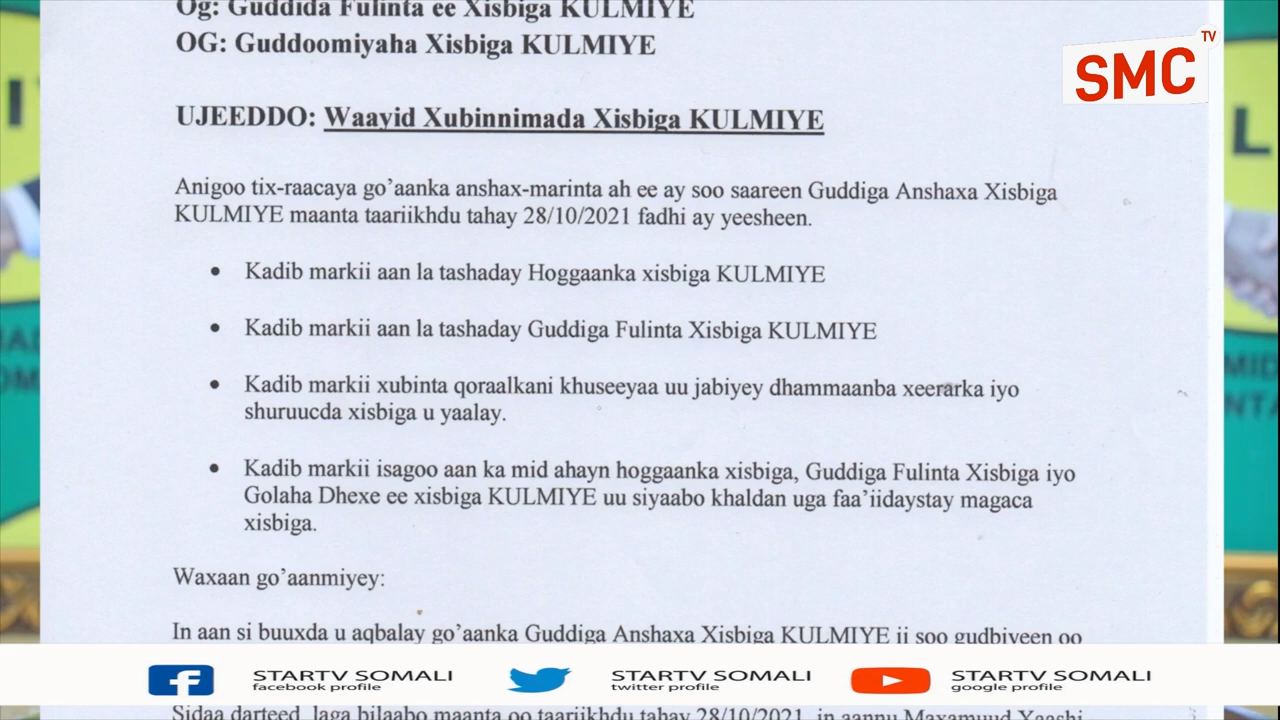 Og: Guddida Fulinta ee Xisbiga KULMIYE
OG: Guddoomiyaha Xisbiga KULMIYE
SMC TV
UJEEDDO: Waayid Xubinnimada Xisbiga KULMIYE
Anigoo tix-raacaya go’aanka anshax-marinta ah ee ay soo saareen Guddiga Anshaxa Xisbiga
KULMIYE maanta taariikhdu tahay 28/10/2021 fadhi ay yeesheen.
• Kadib markii aan la tashaday Hoggaanka xisbiga KULMIYE
• Kadib markii aan la tashaday Guddiga Fulinta Xisbiga KULMIYE
• Kadib markii xubinta qoraalkani khuseeyaa uu jabiyey dhammaanba xeerarka iyo
shuruucda xisbiga u yaalay.
• Kadib markii isagoo aan ka mid ahayn hoggaanka xisbiga, Guddiga Fulinta Xisbiga iyo
Golaha Dhexe ee xisbiga KULMIYE uu siyaabo khaldan uga faa’iidaystay magaca
xisbiga.
Waxaan go’aanmiyey:
In aan si buuxda u aqbalay go’aanka Guddiga Anshaxa Xisbiga KULMIYE ii soo gudbiyeen oo
STARTV SOMALI
facebook profile
STARTV SOMALI
twitter profile
STARTV SOMALI
google profile
Sidaa darteed, laga bilaabo maanta oo taariikhdu tahay 28/10/2021, in aannu Maxamuud Xaashi